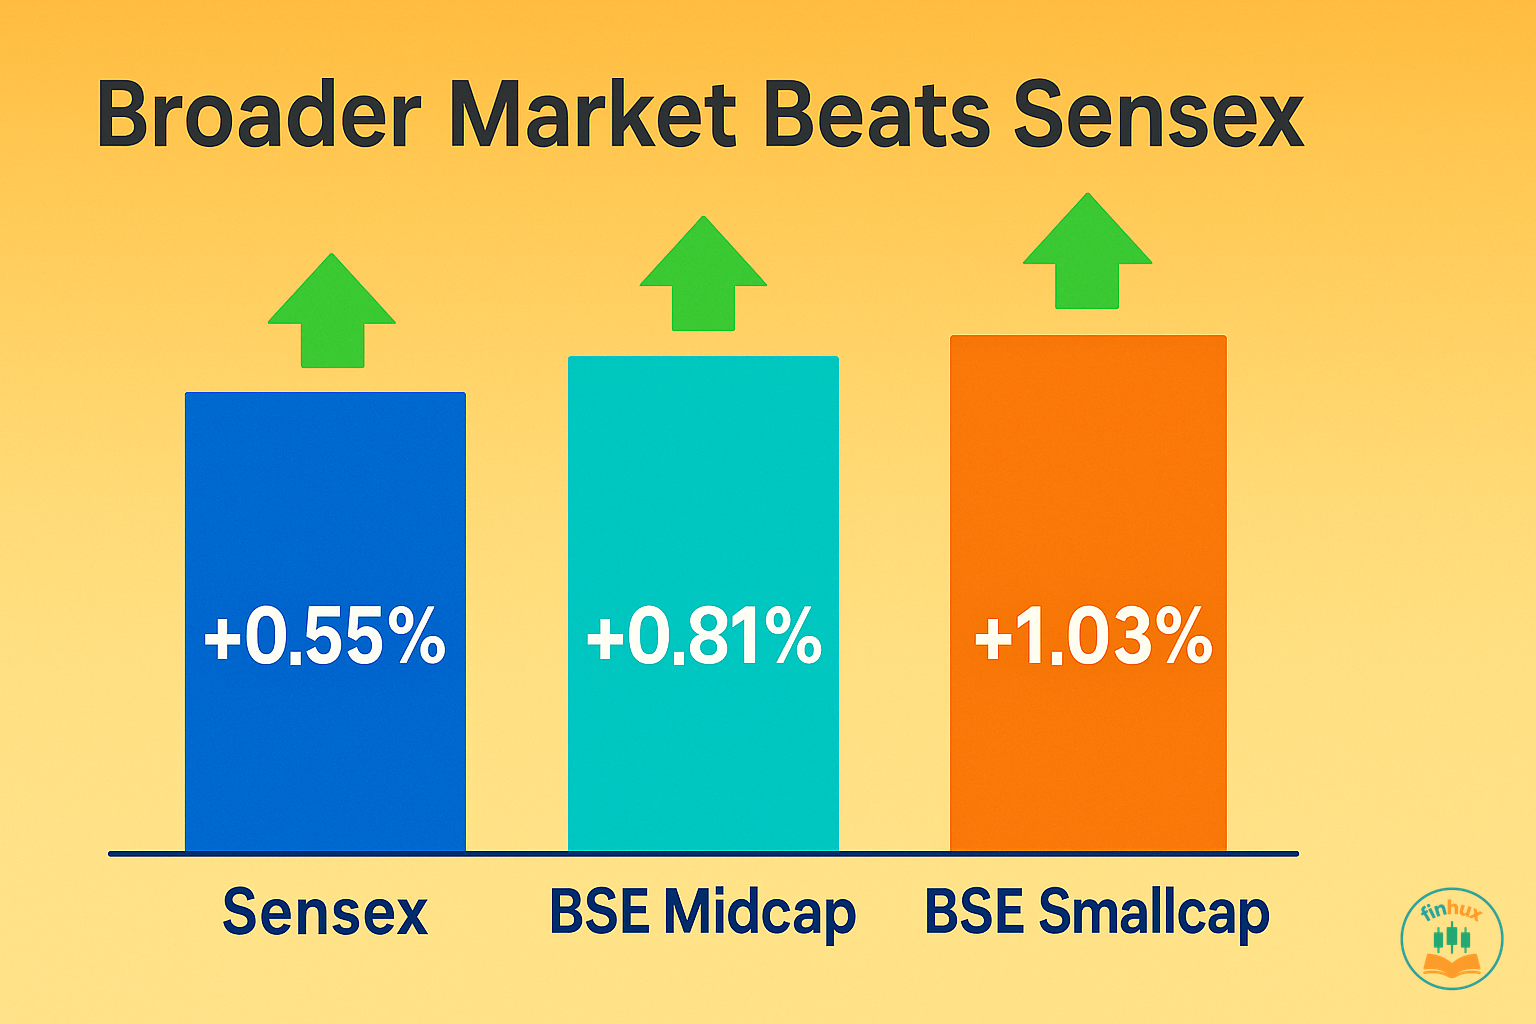 Broader Market Beats Sensex
+0.55% +0.81% +1.03%
Sensex BSE Midcap BSE Smallcap
finhux